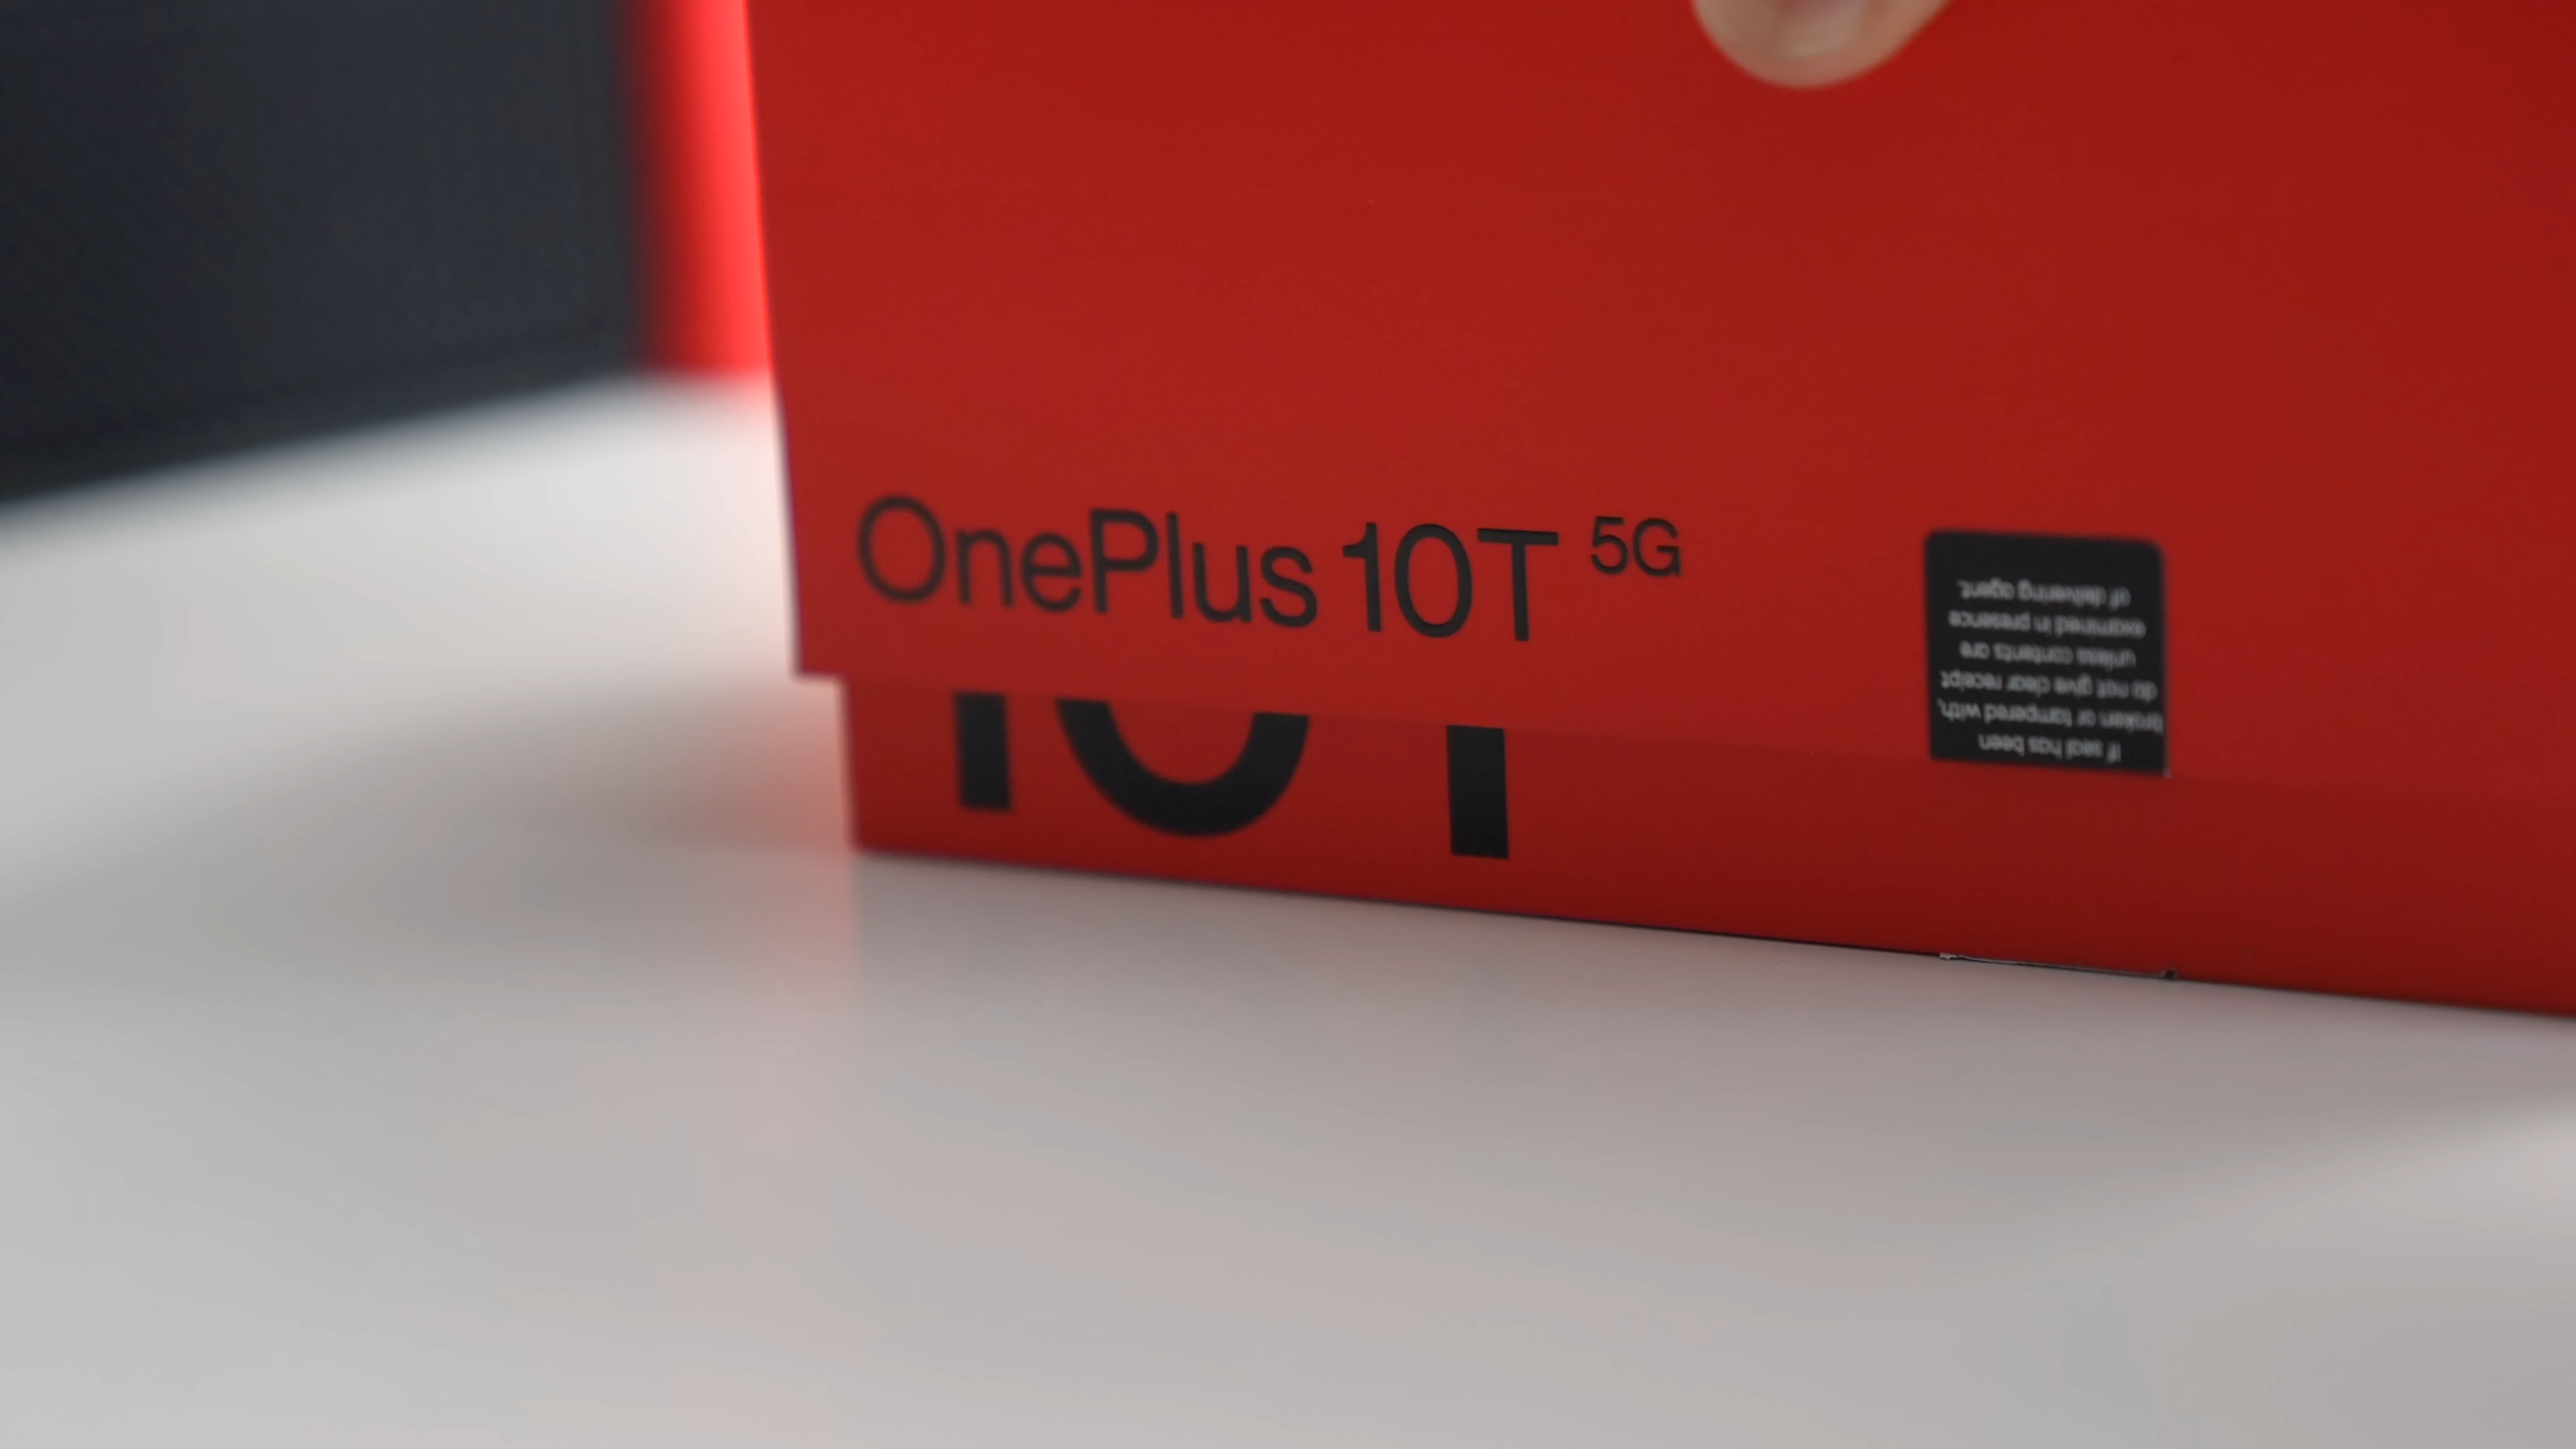 OnePlus 10T 5G
10T
If seal has been
broken or tampered with,
do not give clear receipt
unless contents are
examined in presence
of delivering agent.